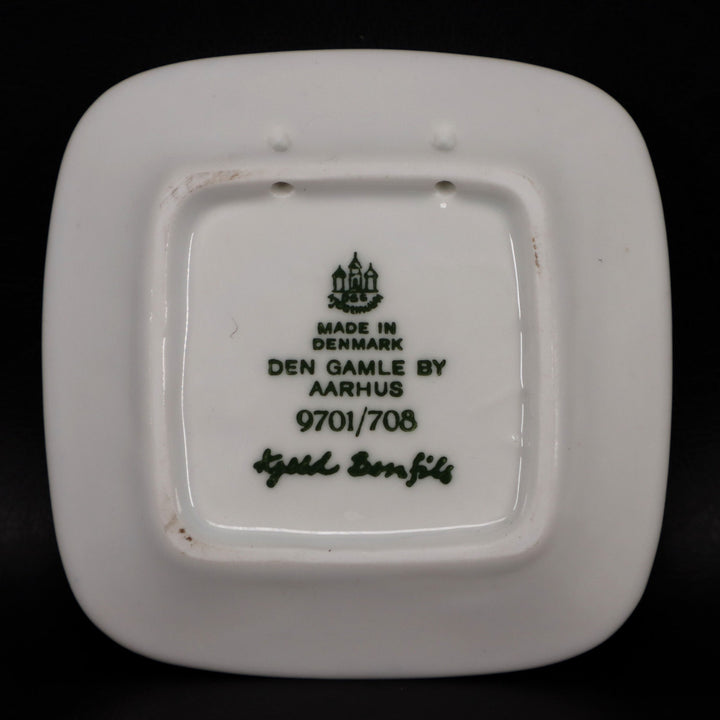 B&G
MADE IN
DENMARK
DEN GAMLE BY
AARHUS
9701/708
Kjeld Bonfils